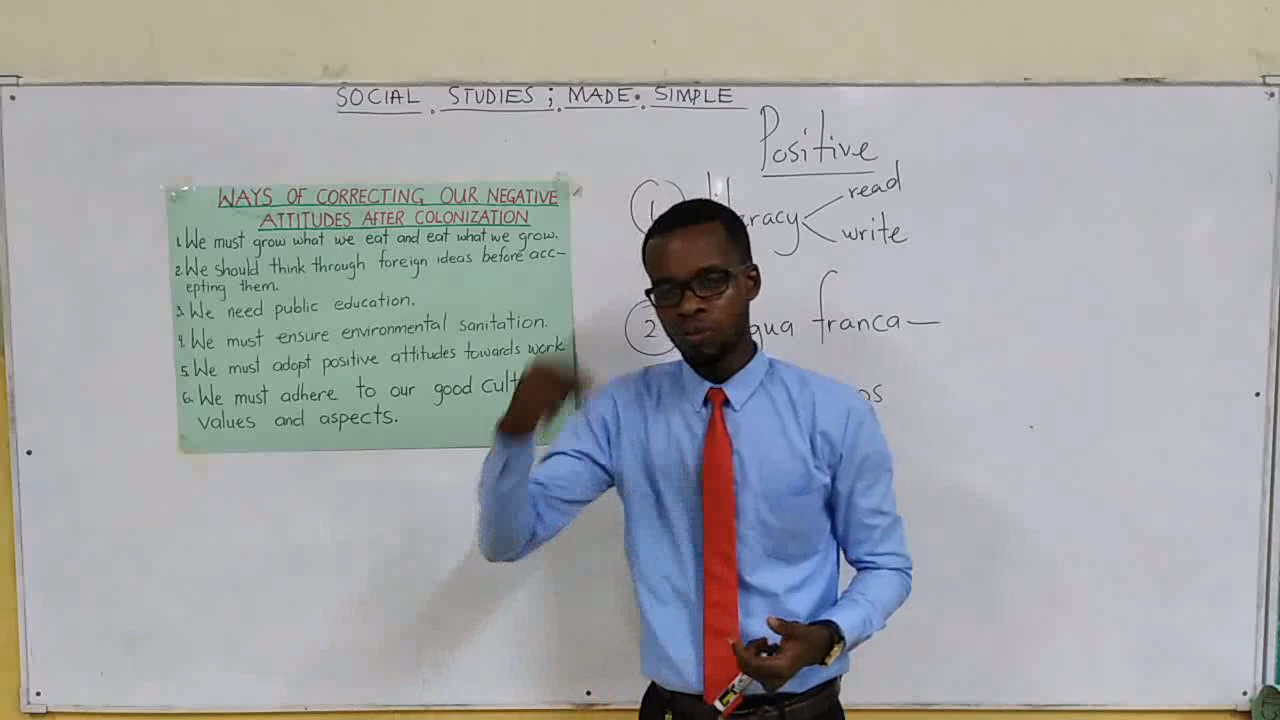 SOCIAL STUDIES; MADE SIMPLE
WAYS OF CORRECTING OUR NEGATIVE
ATTITUDES AFTER COLONIZATION
1. We must grow what we eat and eat what we grow.
2. We should think through foreign ideas before acc-
epting them.
3. We need public education.
4. We must ensure environmental sanitation.
5. We must adopt positive attitudes towards work
6. We must adhere to our good
values and aspects.
Positive
1
read
write
2
franca —